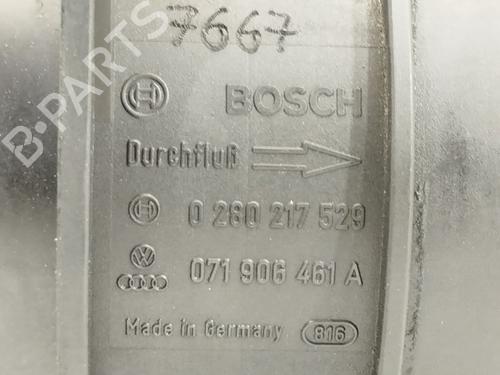 7667
BOSCH
Durchfluß
0 280 217 529
071 906 461 A
Made in Germany 816
B-PARTS